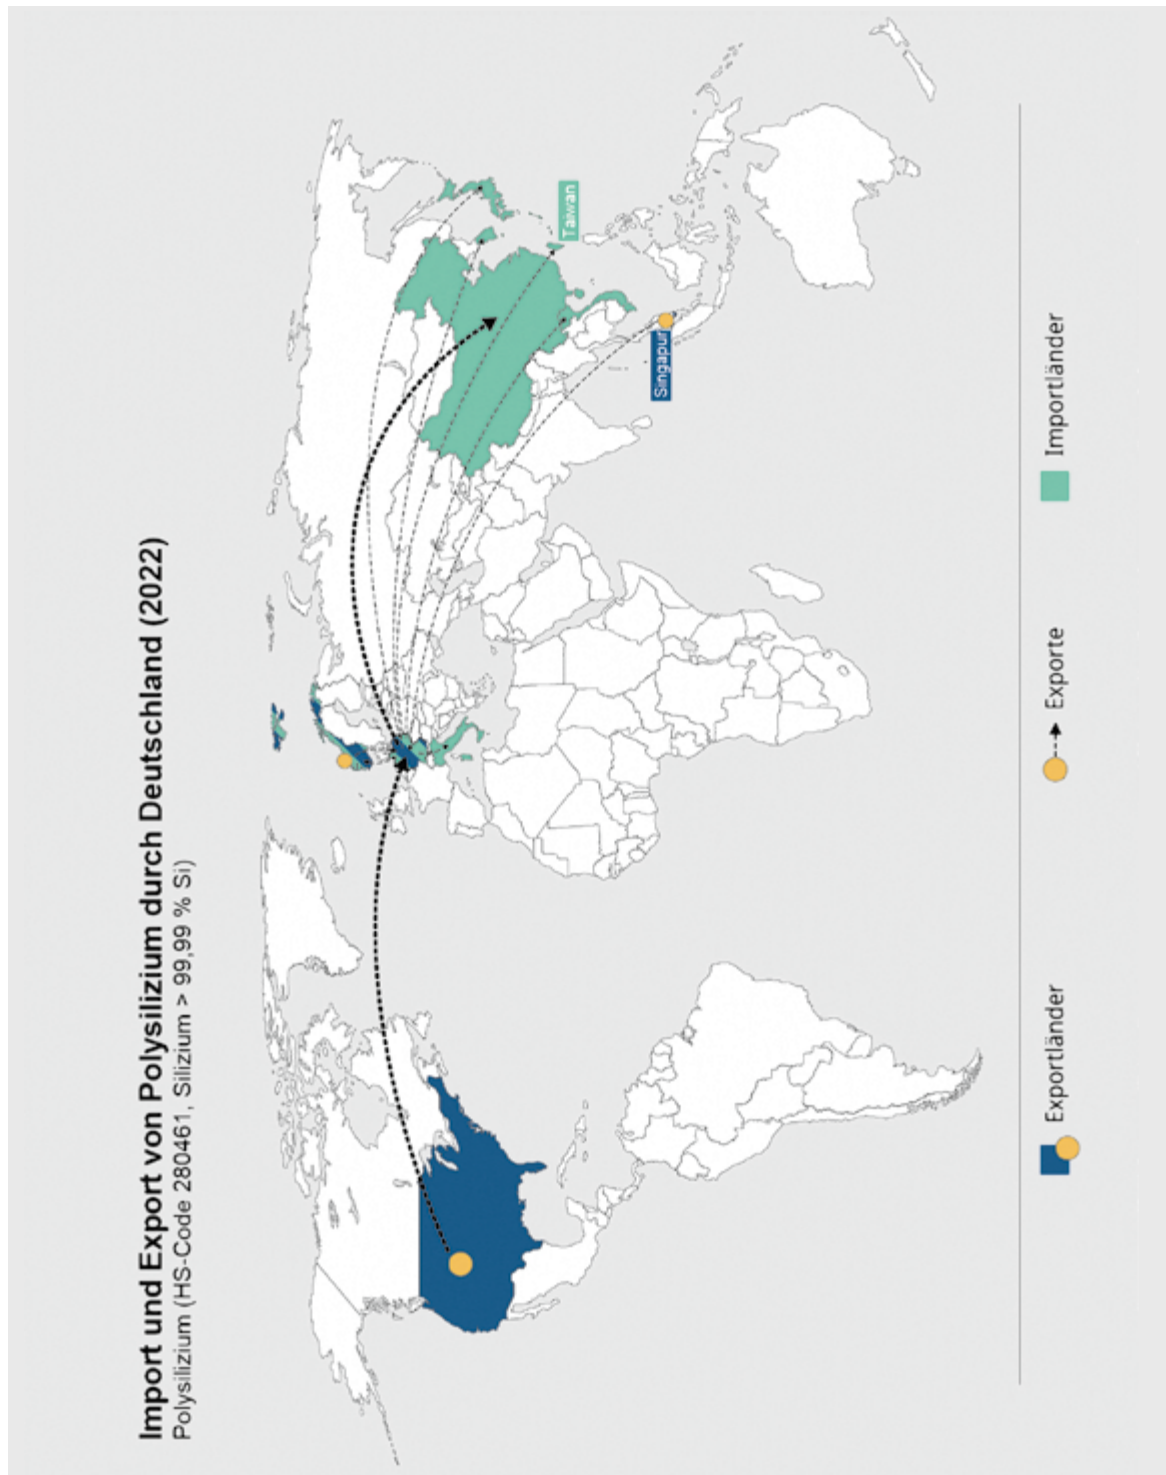 Import und Export von Polysilizium durch Deutschland (2022)
Polysilizium (HS-Code 280461, Silizium > 99,99 % Si)
Taiwan
Singapur
Exportländer
Exporte
Importländer